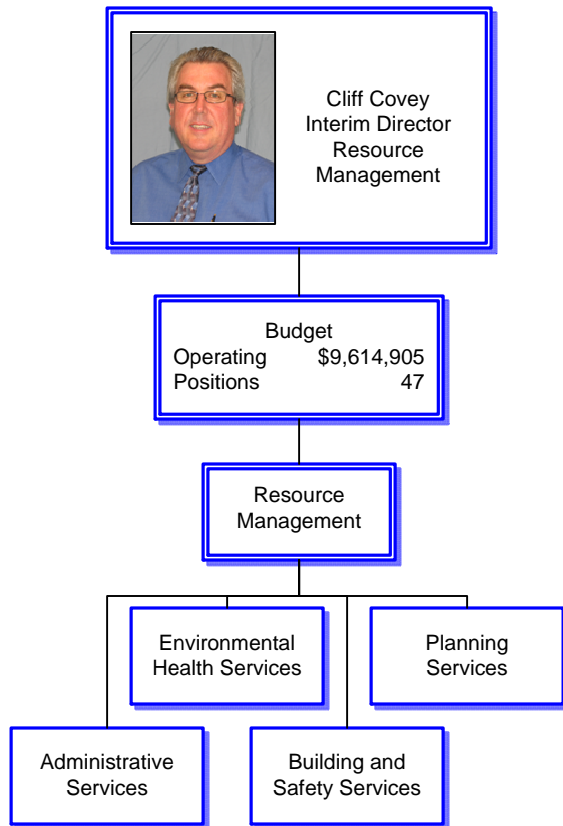 Cliff Covey
Interim Director
Resource
Management
Budget
Operating $9,614,905
Positions 47
Resource
Management
Environmental
Health Services
Planning
Services
Administrative
Services
Building and
Safety Services